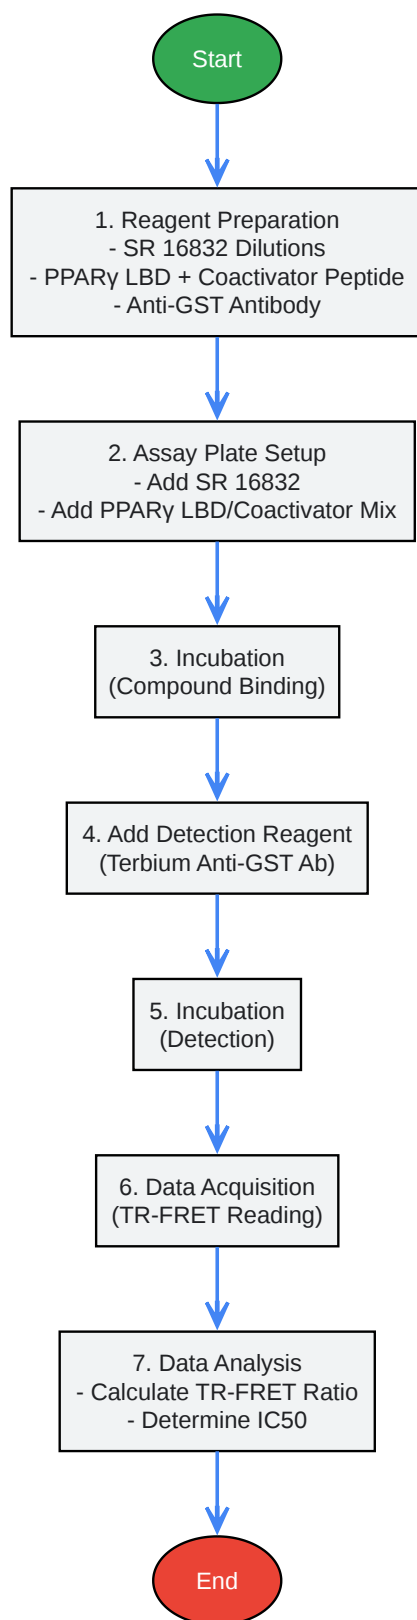 Start
1. Reagent Preparation
- SR 16832 Dilutions
- PPARγ LBD + Coactivator Peptide
- Anti-GST Antibody
2. Assay Plate Setup
- Add SR 16832
- Add PPARγ LBD/Coactivator Mix
3. Incubation
(Compound Binding)
4. Add Detection Reagent
(Terbium Anti-GST Ab)
5. Incubation
(Detection)
6. Data Acquisition
(TR-FRET Reading)
7. Data Analysis
- Calculate TR-FRET Ratio
- Determine IC50
End